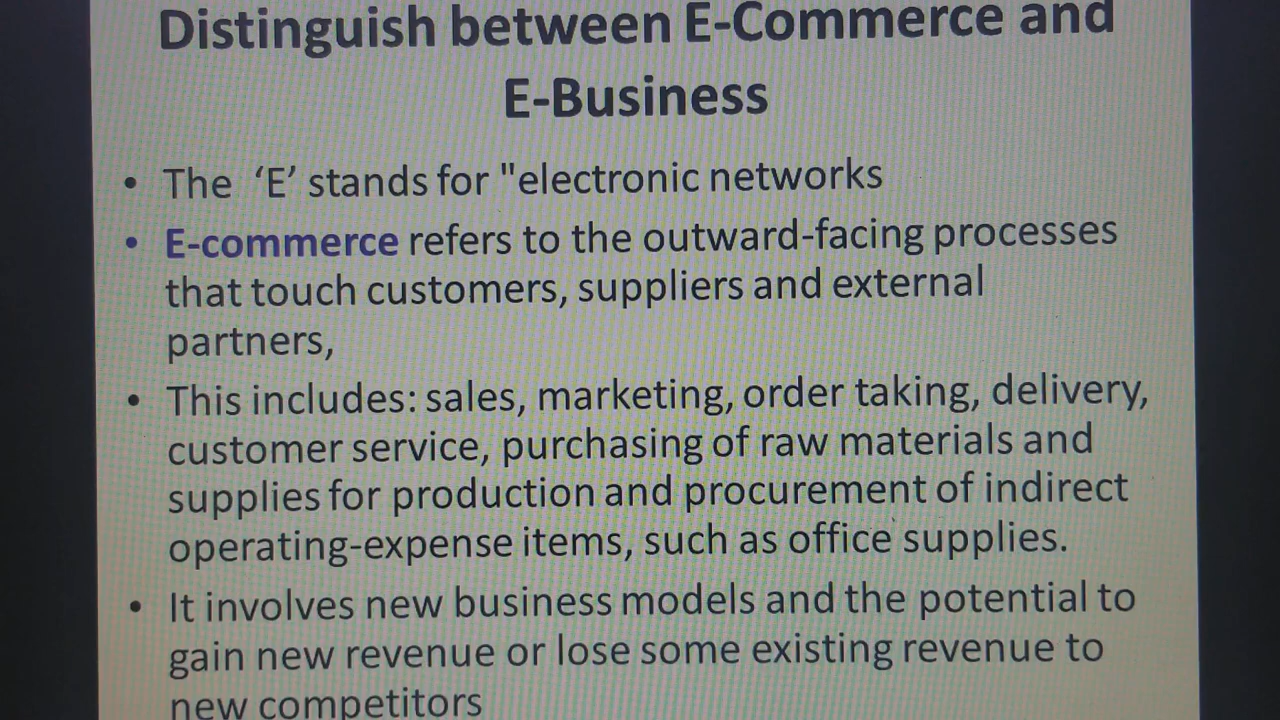 Distinguish between E-Commerce and
E-Business
• The ‘E’ stands for "electronic networks
• E-commerce refers to the outward-facing processes
that touch customers, suppliers and external
partners,
• This includes: sales, marketing, order taking, delivery,
customer service, purchasing of raw materials and
supplies for production and procurement of indirect
operating-expense items, such as office supplies.
• It involves new business models and the potential to
gain new revenue or lose some existing revenue to
new competitors